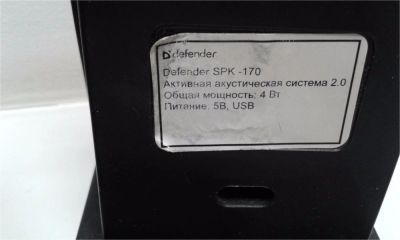 defender
Defender SPK -170
Активная акустическая система 2.0
Общая мощность: 4 Вт
Питание: 5В, USB